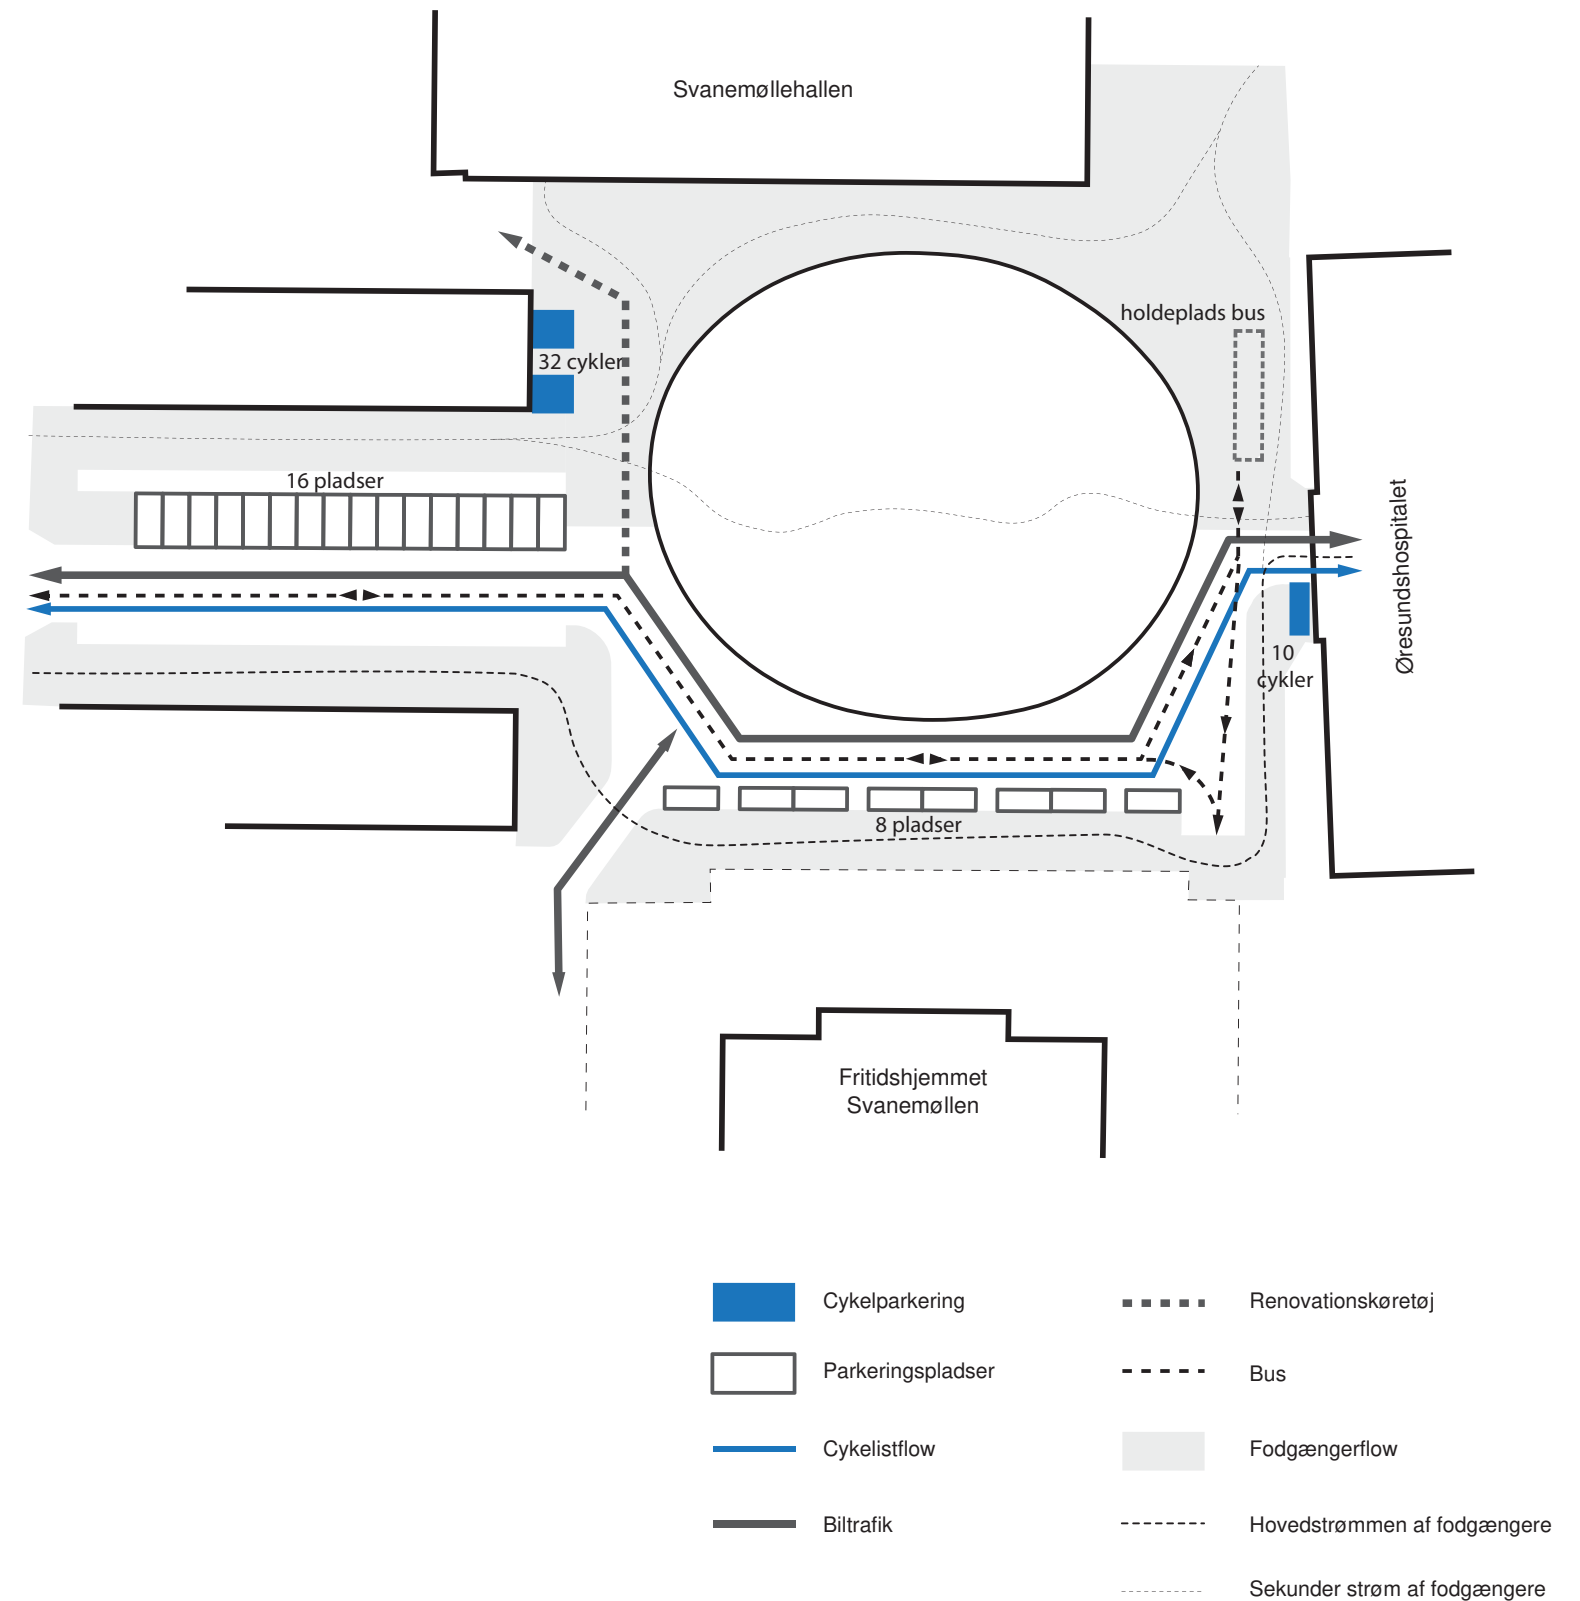 Svanemøllehallen
holdeplads bus
32 cykler
16 pladser
Øresundshospitalet
10
cykler
8 pladser
Fritidshjemmet
Svanemøllen
Cykelparkering
Renovationskøretøj
Parkeringspladser
Bus
Cykelistflow
Fodgængerflow
Biltrafik
Hovedstrømmen af fodgængere
Sekunder strøm af fodgængere